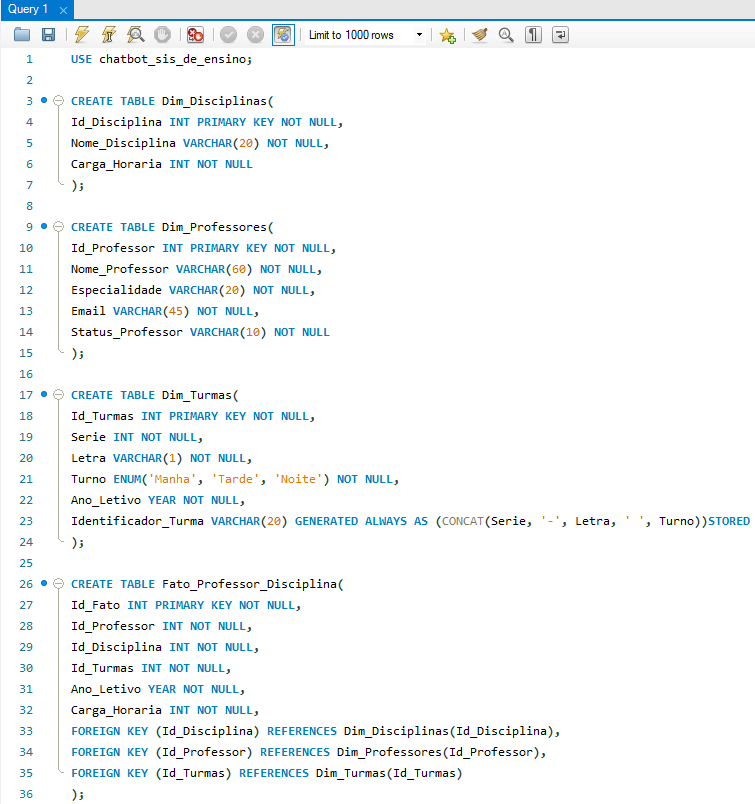 Query 1 ×
Limit to 1000 rows
1 USE chatbot_sis_de_ensino;
2
3 CREATE TABLE Dim_Disciplinas(
4 Id_Disciplina INT PRIMARY KEY NOT NULL,
5 Nome_Disciplina VARCHAR(20) NOT NULL,
6 Carga_Horaria INT NOT NULL
7 );
8
9 CREATE TABLE Dim_Professores(
10 Id_Professor INT PRIMARY KEY NOT NULL,
11 Nome_Professor VARCHAR(60) NOT NULL,
12 Especialidade VARCHAR(20) NOT NULL,
13 Email VARCHAR(45) NOT NULL,
14 Status_Professor VARCHAR(10) NOT NULL
15 );
16
17 CREATE TABLE Dim_Turmas(
18 Id_Turmas INT PRIMARY KEY NOT NULL,
19 Serie INT NOT NULL,
20 Letra VARCHAR(1) NOT NULL,
21 Turno ENUM('Manha', 'Tarde', 'Noite') NOT NULL,
22 Ano_Letivo YEAR NOT NULL,
23 Identificador_Turma VARCHAR(20) GENERATED ALWAYS AS (CONCAT(Serie, '-', Letra, ' ', Turno))STORED
24 );
25
26 CREATE TABLE Fato_Professor_Disciplina(
27 Id_Fato INT PRIMARY KEY NOT NULL,
28 Id_Professor INT NOT NULL,
29 Id_Disciplina INT NOT NULL,
30 Id_Turmas INT NOT NULL,
31 Ano_Letivo YEAR NOT NULL,
32 Carga_Horaria INT NOT NULL,
33 FOREIGN KEY (Id_Disciplina) REFERENCES Dim_Disciplinas(Id_Disciplina),
34 FOREIGN KEY (Id_Professor) REFERENCES Dim_Professores(Id_Professor),
35 FOREIGN KEY (Id_Turmas) REFERENCES Dim_Turmas(Id_Turmas)
36 );